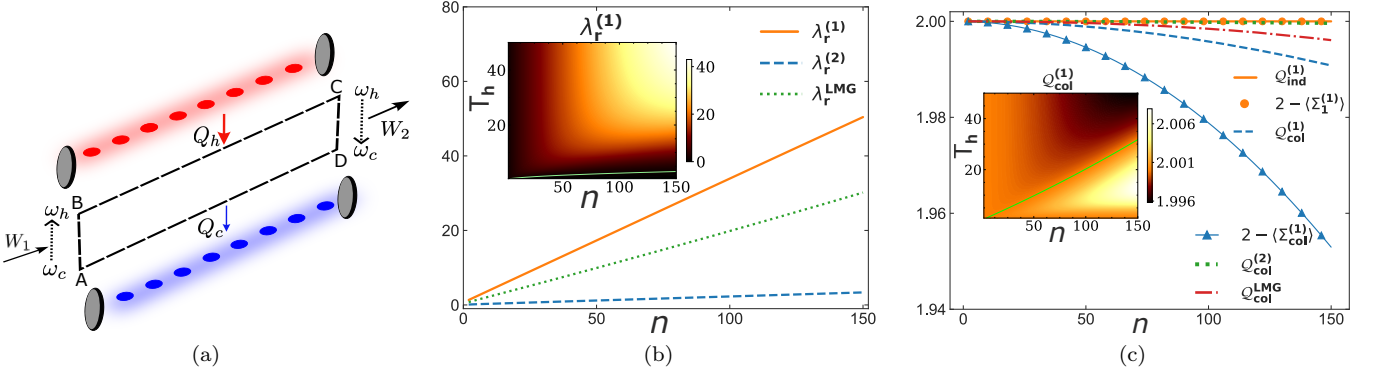 C
ω_h
W_2
Q_h
ω_c
D
B
ω_h
Q_c
W_1
ω_c
A
(a)
80
60
40
20
0
λ_r^(1)
T_h
40
20
50
100
150
n
40
20
0
λ_r^(1)
λ_r^(2)
λ_r^LMG
0
50
100
150
n
(b)
2.00
1.98
1.96
1.94
Q_ind^(1)
2 − ⟨Σ_1^(1)⟩
Q_col^(1)
Q_col^(1)
T_h
40
20
50
100
150
n
2.006
2.001
1.996
2 − ⟨Σ_col^(1)⟩
Q_col^(2)
Q_col^LMG
0
50
100
150
n
(c)